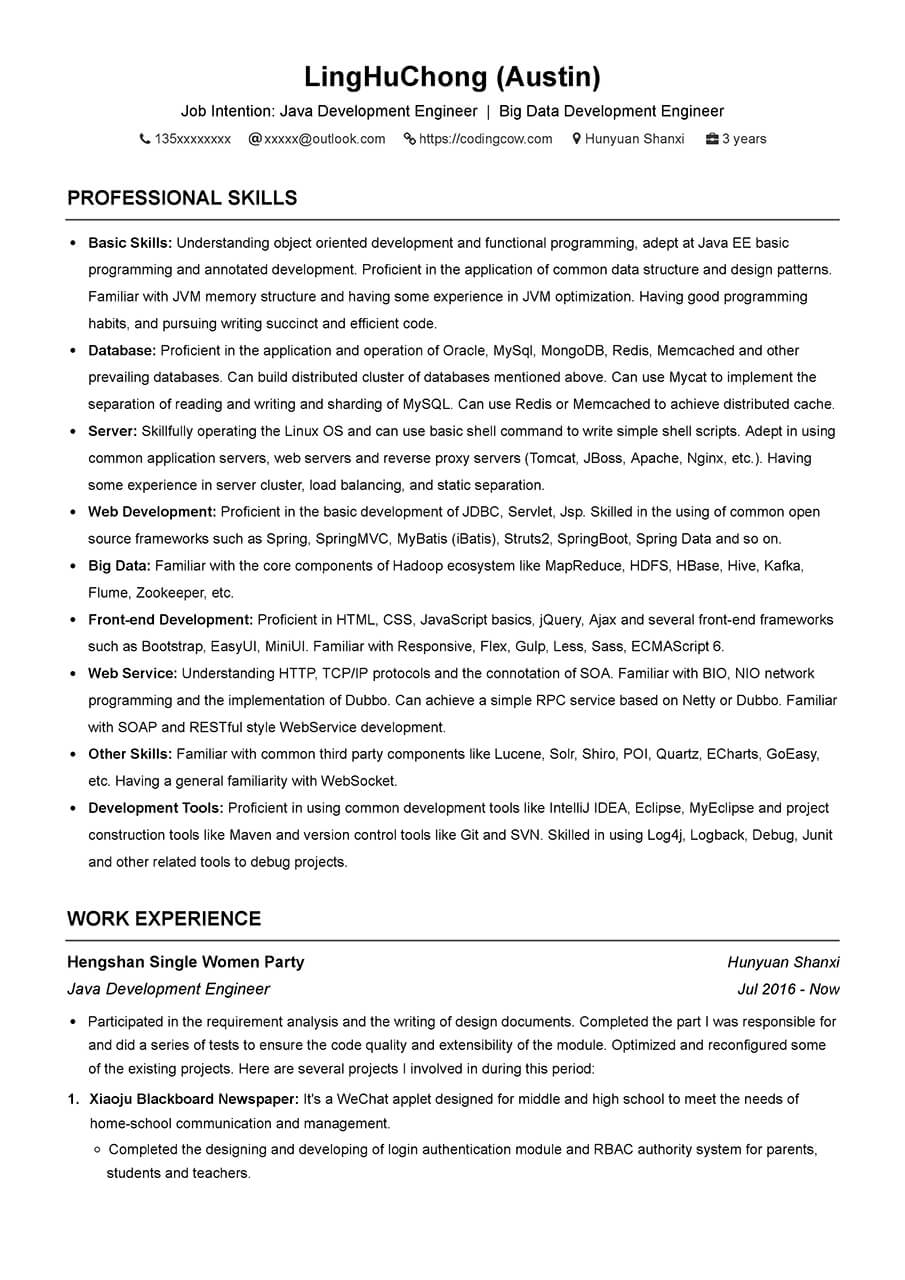 LingHuChong (Austin)
Job Intention: Java Development Engineer | Big Data Development Engineer
135xxxxxxxx @xxxxx@outlook.com https://codingcow.com Hunyuan Shanxi 3 years
PROFESSIONAL SKILLS
• Basic Skills: Understanding object oriented development and functional programming, adept at Java EE basic
programming and annotated development. Proficient in the application of common data structure and design patterns.
Familiar with JVM memory structure and having some experience in JVM optimization. Having good programming
habits, and pursuing writing succinct and efficient code.
• Database: Proficient in the application and operation of Oracle, MySql, MongoDB, Redis, Memcached and other
prevailing databases. Can build distributed cluster of databases mentioned above. Can use Mycat to implement the
separation of reading and writing and sharding of MySQL. Can use Redis or Memcached to achieve distributed cache.
• Server: Skillfully operating the Linux OS and can use basic shell command to write simple shell scripts. Adept in using
common application servers, web servers and reverse proxy servers (Tomcat, JBoss, Apache, Nginx, etc.). Having
some experience in server cluster, load balancing, and static separation.
• Web Development: Proficient in the basic development of JDBC, Servlet, Jsp. Skilled in the using of common open
source frameworks such as Spring, SpringMVC, MyBatis (iBatis), Struts2, SpringBoot, Spring Data and so on.
• Big Data: Familiar with the core components of Hadoop ecosystem like MapReduce, HDFS, HBase, Hive, Kafka,
Flume, Zookeeper, etc.
• Front-end Development: Proficient in HTML, CSS, JavaScript basics, jQuery, Ajax and several front-end frameworks
such as Bootstrap, EasyUI, MiniUI. Familiar with Responsive, Flex, Gulp, Less, Sass, ECMAScript 6.
• Web Service: Understanding HTTP, TCP/IP protocols and the connotation of SOA. Familiar with BIO, NIO network
programming and the implementation of Dubbo. Can achieve a simple RPC service based on Netty or Dubbo. Familiar
with SOAP and RESTful style WebService development.
• Other Skills: Familiar with common third party components like Lucene, Solr, Shiro, POI, Quartz, ECharts, GoEasy,
etc. Having a general familiarity with WebSocket.
• Development Tools: Proficient in using common development tools like IntelliJ IDEA, Eclipse, MyEclipse and project
construction tools like Maven and version control tools like Git and SVN. Skilled in using Log4j, Logback, Debug, Junit
and other related tools to debug projects.
WORK EXPERIENCE
Hengshan Single Women Party Hunyuan Shanxi
Java Development Engineer Jul 2016 - Now
• Participated in the requirement analysis and the writing of design documents. Completed the part I was responsible for
and did a series of tests to ensure the code quality and extensibility of the module. Optimized and reconfigured some
of the existing projects. Here are several projects I involved in during this period:
1. Xiaoju Blackboard Newspaper: It's a WeChat applet designed for middle and high school to meet the needs of
home-school communication and management.
◦ Completed the designing and developing of login authentication module and RBAC authority system for parents,
students and teachers.